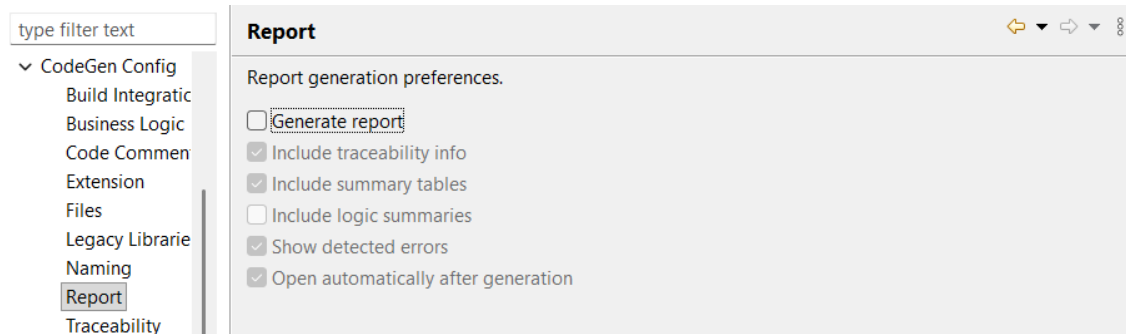 type filter text
CodeGen Config
Build Integratic
Business Logic
Code Commen
Extension
Files
Legacy Librarie
Naming
Report
Traceability
Report
Report generation preferences.
Generate report
Include traceability info
Include summary tables
Include logic summaries
Show detected errors
Open automatically after generation